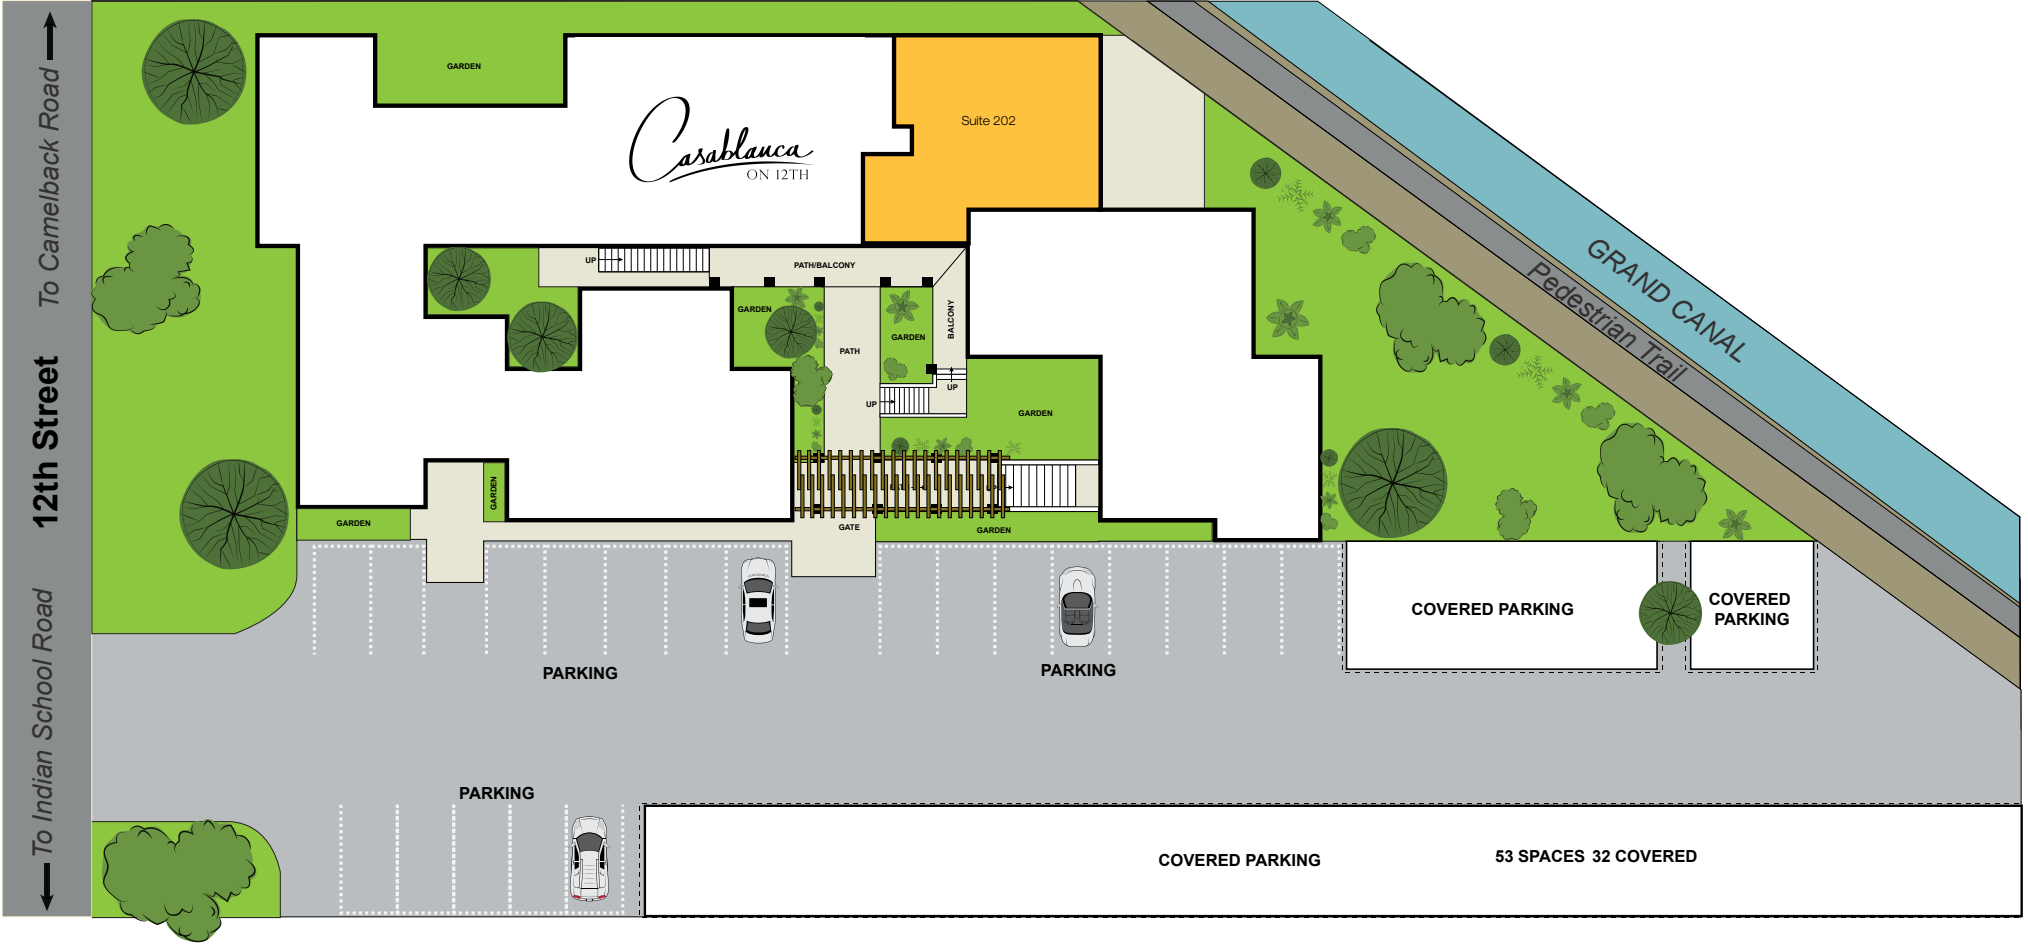 To Camelback Road
12th Street
To Indian School Road
GARDEN
Casablanca
ON 12TH
Suite 202
UP
PATH/BALCONY
GARDEN
GARDEN
BALCONY
PATH
UP
UP
GARDEN
GARDEN
GARDEN
GATE
GARDEN
GRAND CANAL
Pedestrian Trail
PARKING
PARKING
COVERED PARKING
COVERED
PARKING
PARKING
COVERED PARKING
53 SPACES 32 COVERED